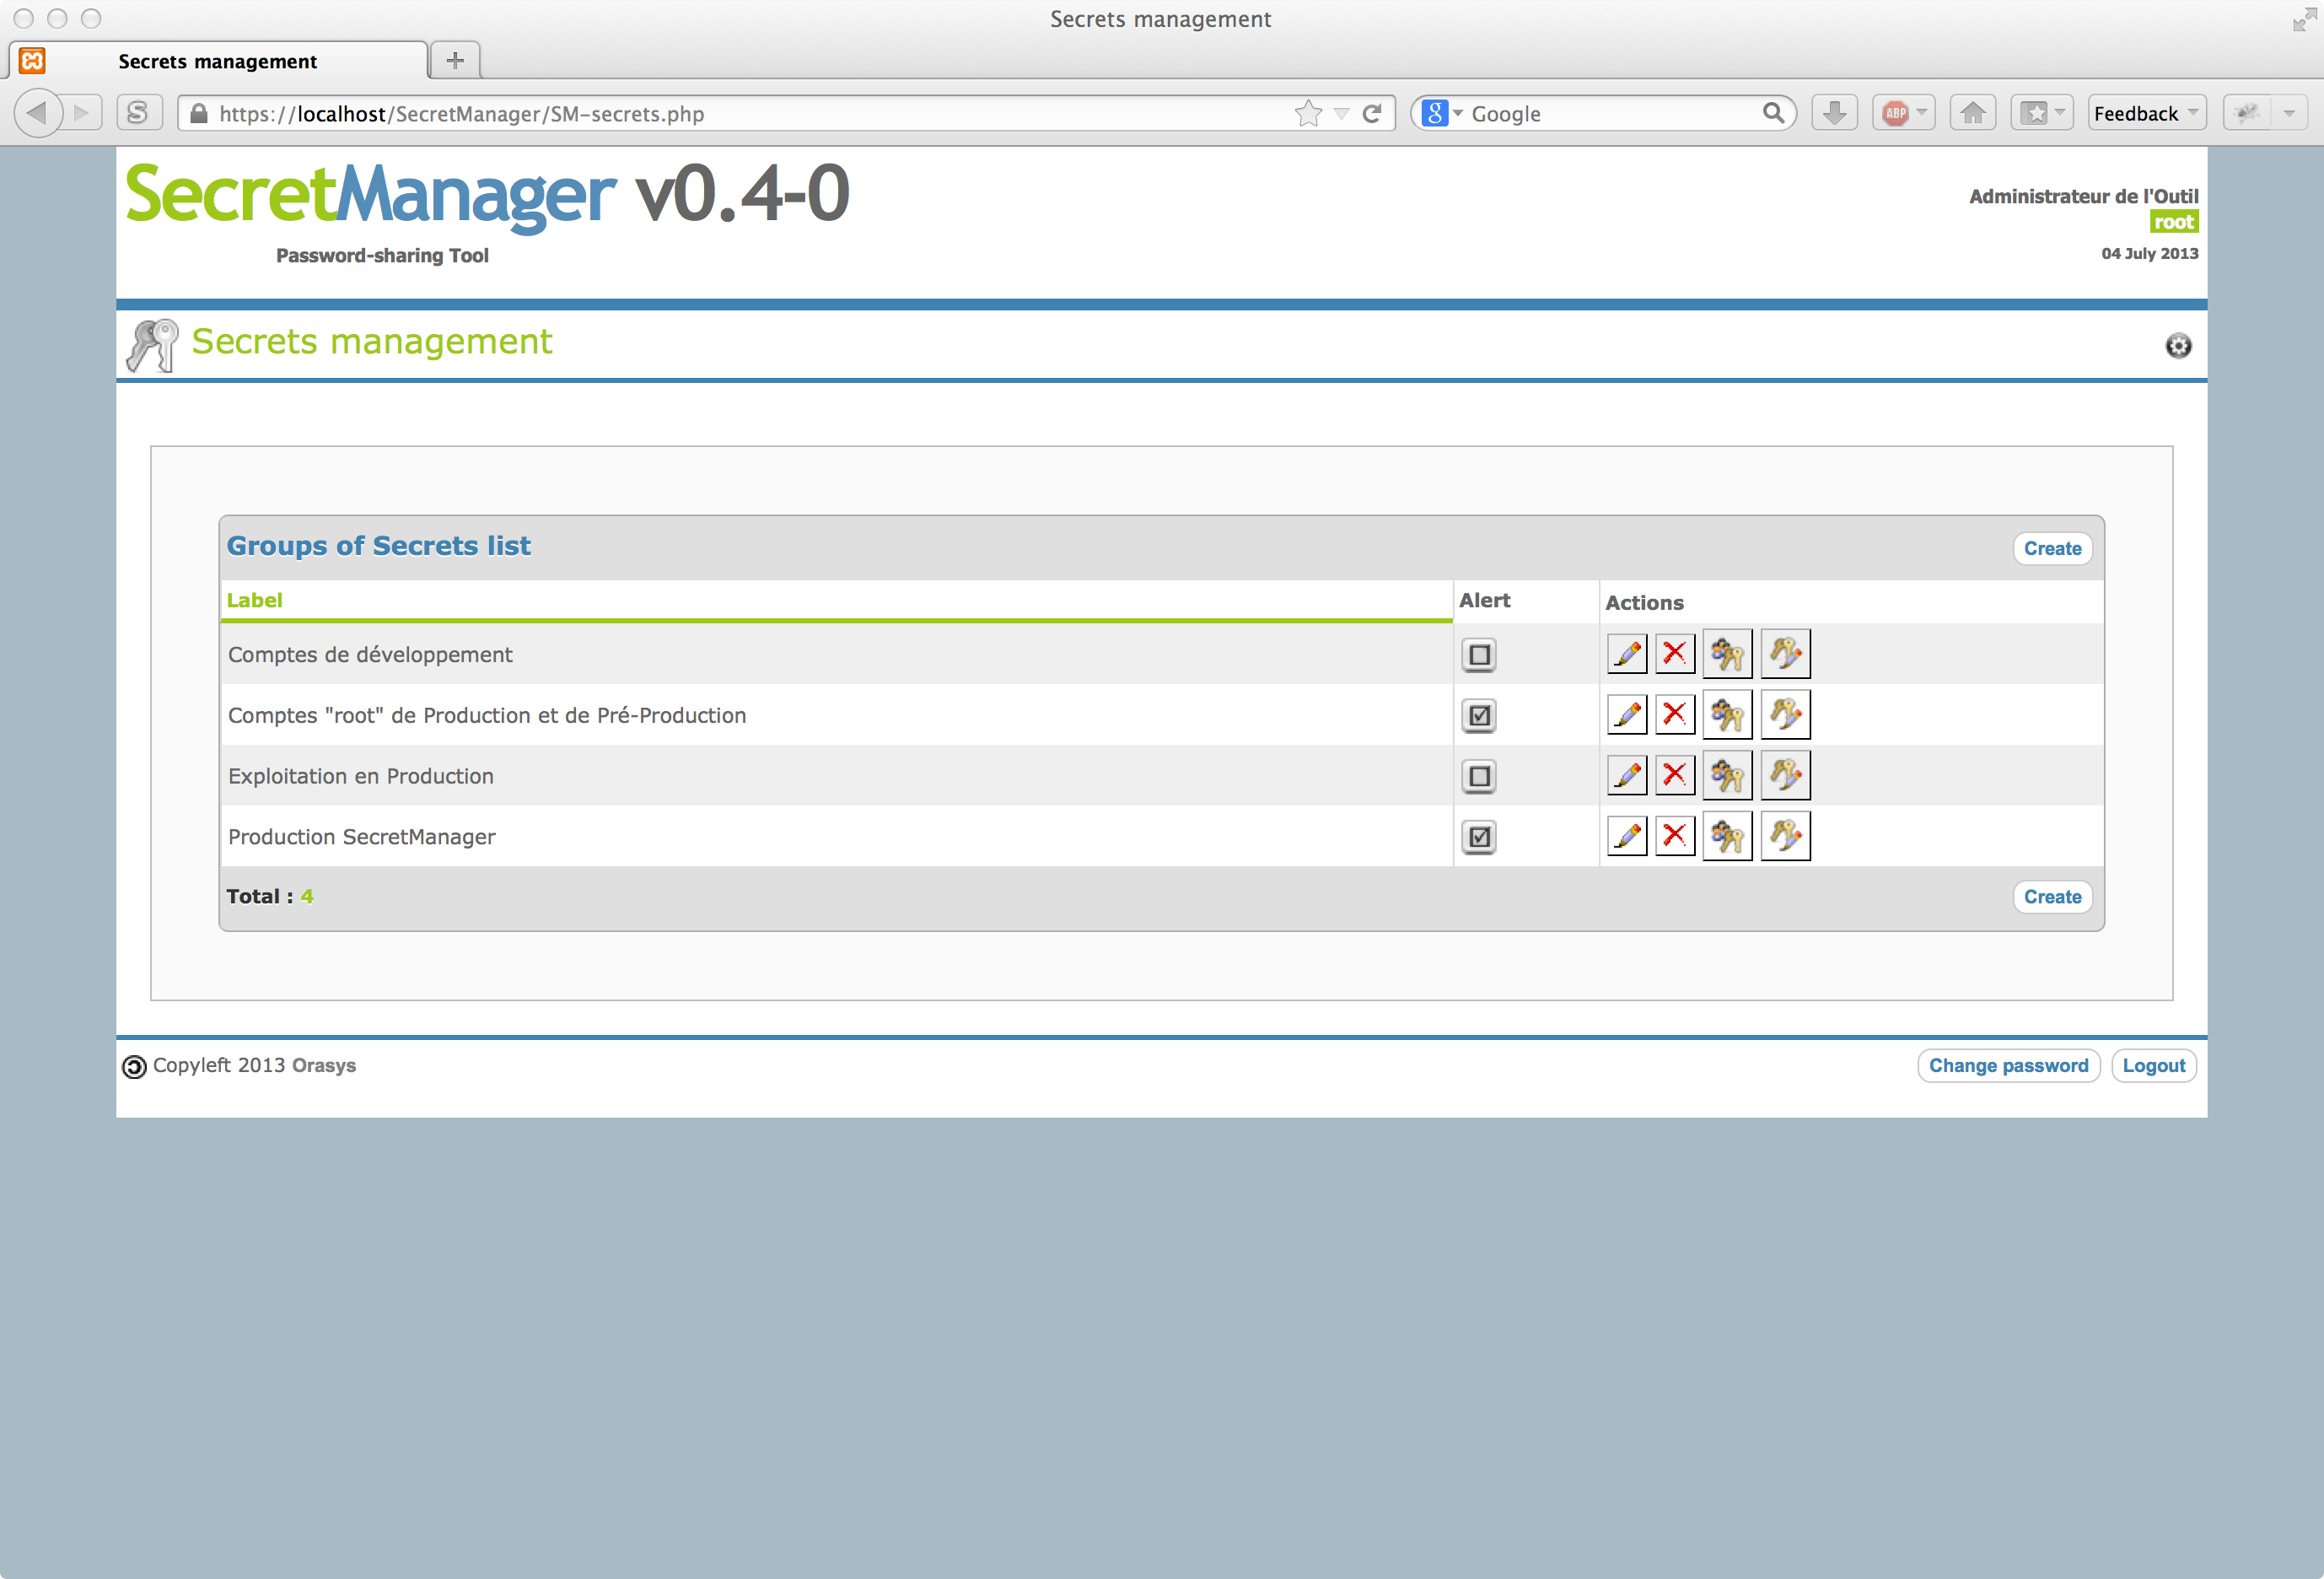 Secrets management
Secrets management
https://localhost/SecretManager/SM-secrets.php
Google
ABP
Feedback
SecretManager v0.4-0
Password-sharing Tool
Administrateur de l'Outil
root
04 July 2013
Secrets management
Groups of Secrets list
Create
Label Alert Actions
Comptes de développement
Comptes "root" de Production et de Pré-Production
Exploitation en Production
Production SecretManager
Total : 4
Create
Copyleft 2013 Orasys
Change password
Logout